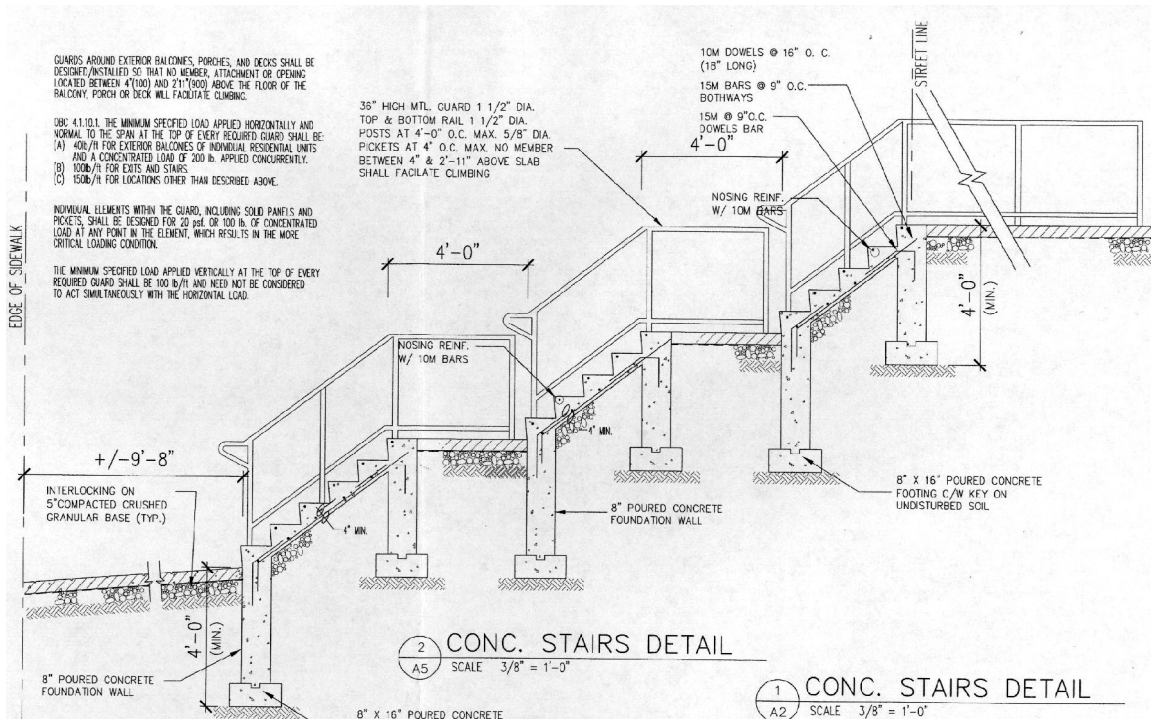 GUARDS AROUND EXTERIOR BALCONIES, PORCHES, AND DECKS SHALL BE
DESIGNED/INSTALLED SO THAT NO MEMBER, ATTACHMENT OR OPENING
LOCATED BETWEEN 4"(100) AND 2'11"(900) ABOVE THE FLOOR OF THE
BALCONY, PORCH OR DECK WILL FACILITATE CLIMBING.
OBC 4.1.10.1. THE MINIMUM SPECIFIED LOAD APPLIED HORIZONTALLY AND
NORMAL TO THE SPAN AT THE TOP OF EVERY REQUIRED GUARD SHALL BE:
(A) 40lb/ft FOR EXTERIOR BALCONIES OF INDIVIDUAL RESIDENTIAL UNITS
AND A CONCENTRATED LOAD OF 200 lb. APPLIED CONCURRENTLY.
(B) 100lb/ft FOR EXITS AND STAIRS.
(C) 150lb/ft FOR LOCATIONS OTHER THAN DESCRIBED ABOVE.
INDIVIDUAL ELEMENTS WITHIN THE GUARD, INCLUDING SOLID PANELS AND
PICKETS, SHALL BE DESIGNED FOR 20 psf. OR 100 lb. OF CONCENTRATED
LOAD AT ANY POINT IN THE ELEMENT, WHICH RESULTS IN THE MORE
CRITICAL LOADING CONDITION.
THE MINIMUM SPECIFIED LOAD APPLIED VERTICALLY AT THE TOP OF EVERY
REQUIRED GUARD SHALL BE 100 lb/ft AND NEED NOT BE CONSIDERED
TO ACT SIMULTANEOUSLY WITH THE HORIZONTAL LOAD.
EDGE OF SIDEWALK
36" HIGH MTL. GUARD 1 1/2" DIA.
TOP & BOTTOM RAIL 1 1/2" DIA.
POSTS AT 4'-0" O.C. MAX. 5/8" DIA.
PICKETS AT 4" O.C. MAX. NO MEMBER
BETWEEN 4" & 2'-11" ABOVE SLAB
SHALL FACILATE CLIMBING
10M DOWELS @ 16" O. C.
(18" LONG)
15M BARS @ 9" O.C.
BOTHWAYS
15M @ 9"O.C.
DOWELS BAR
STREET LINE
4'-0"
NOSING REINF.
W/ 10M BARS
4'-0"
4'-0"
(MIN.)
NOSING REINF.
W/ 10M BARS
4" MIN.
+/-9'-8"
INTERLOCKING ON
5"COMPACTED CRUSHED
GRANULAR BASE (TYP.)
4" MIN.
8" POURED CONCRETE
FOUNDATION WALL
8" X 16" POURED CONCRETE
FOOTING C/W KEY ON
UNDISTURBED SOIL
4'-0"
(MIN.)
8" POURED CONCRETE
FOUNDATION WALL
2
A5
CONC. STAIRS DETAIL
SCALE 3/8" = 1'-0"
1
A2
CONC. STAIRS DETAIL
SCALE 3/8" = 1'-0"
8" X 16" POURED CONCRETE